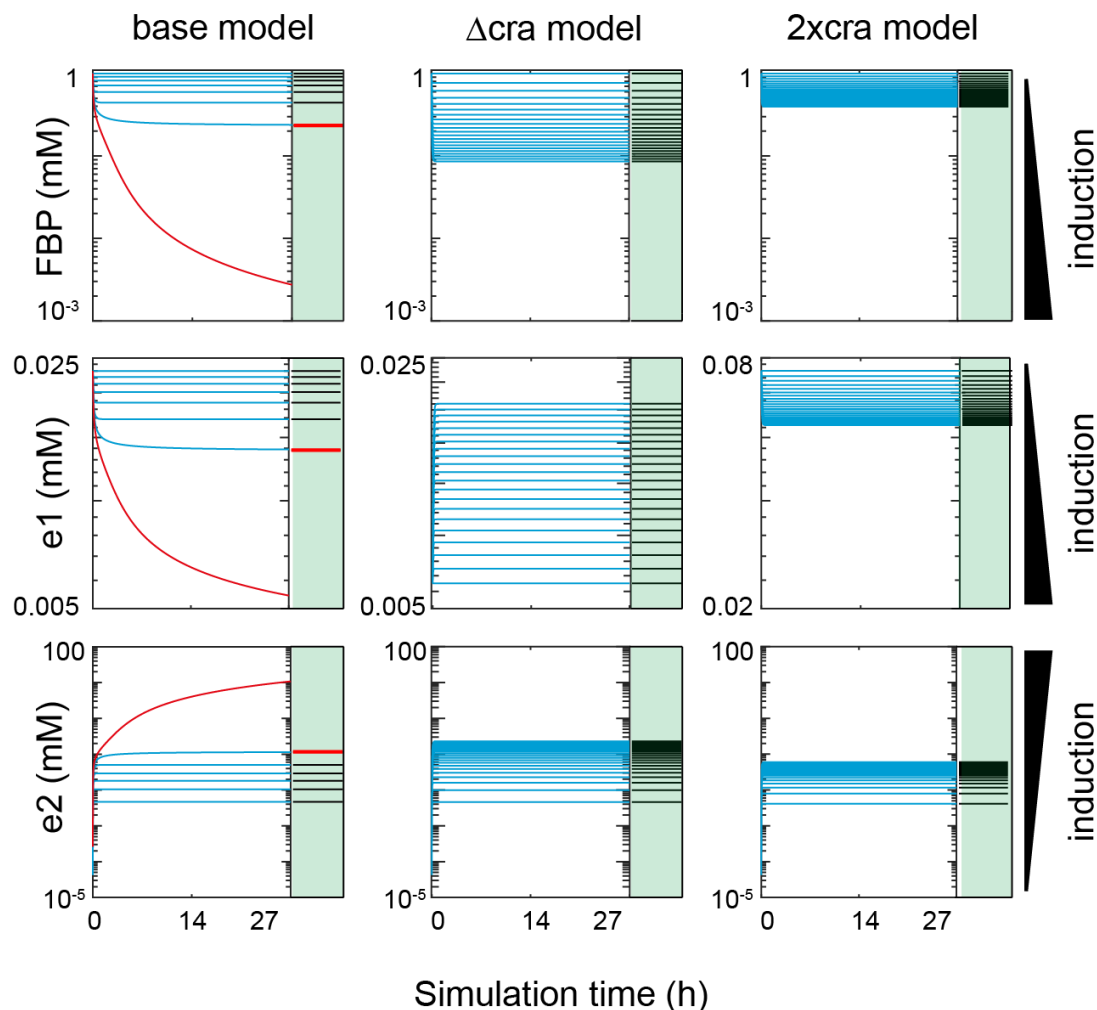 base model Δcra model 2xcra model
1 1 1
FBP (mM)
induction
10-3 10-3 10-3
0.025 0.025 0.08
e1 (mM)
induction
0.005 0.005 0.02
100 100 100
e2 (mM)
induction
10-5 10-5 10-5
0 14 27 0 14 27 0 14 27
Simulation time (h)